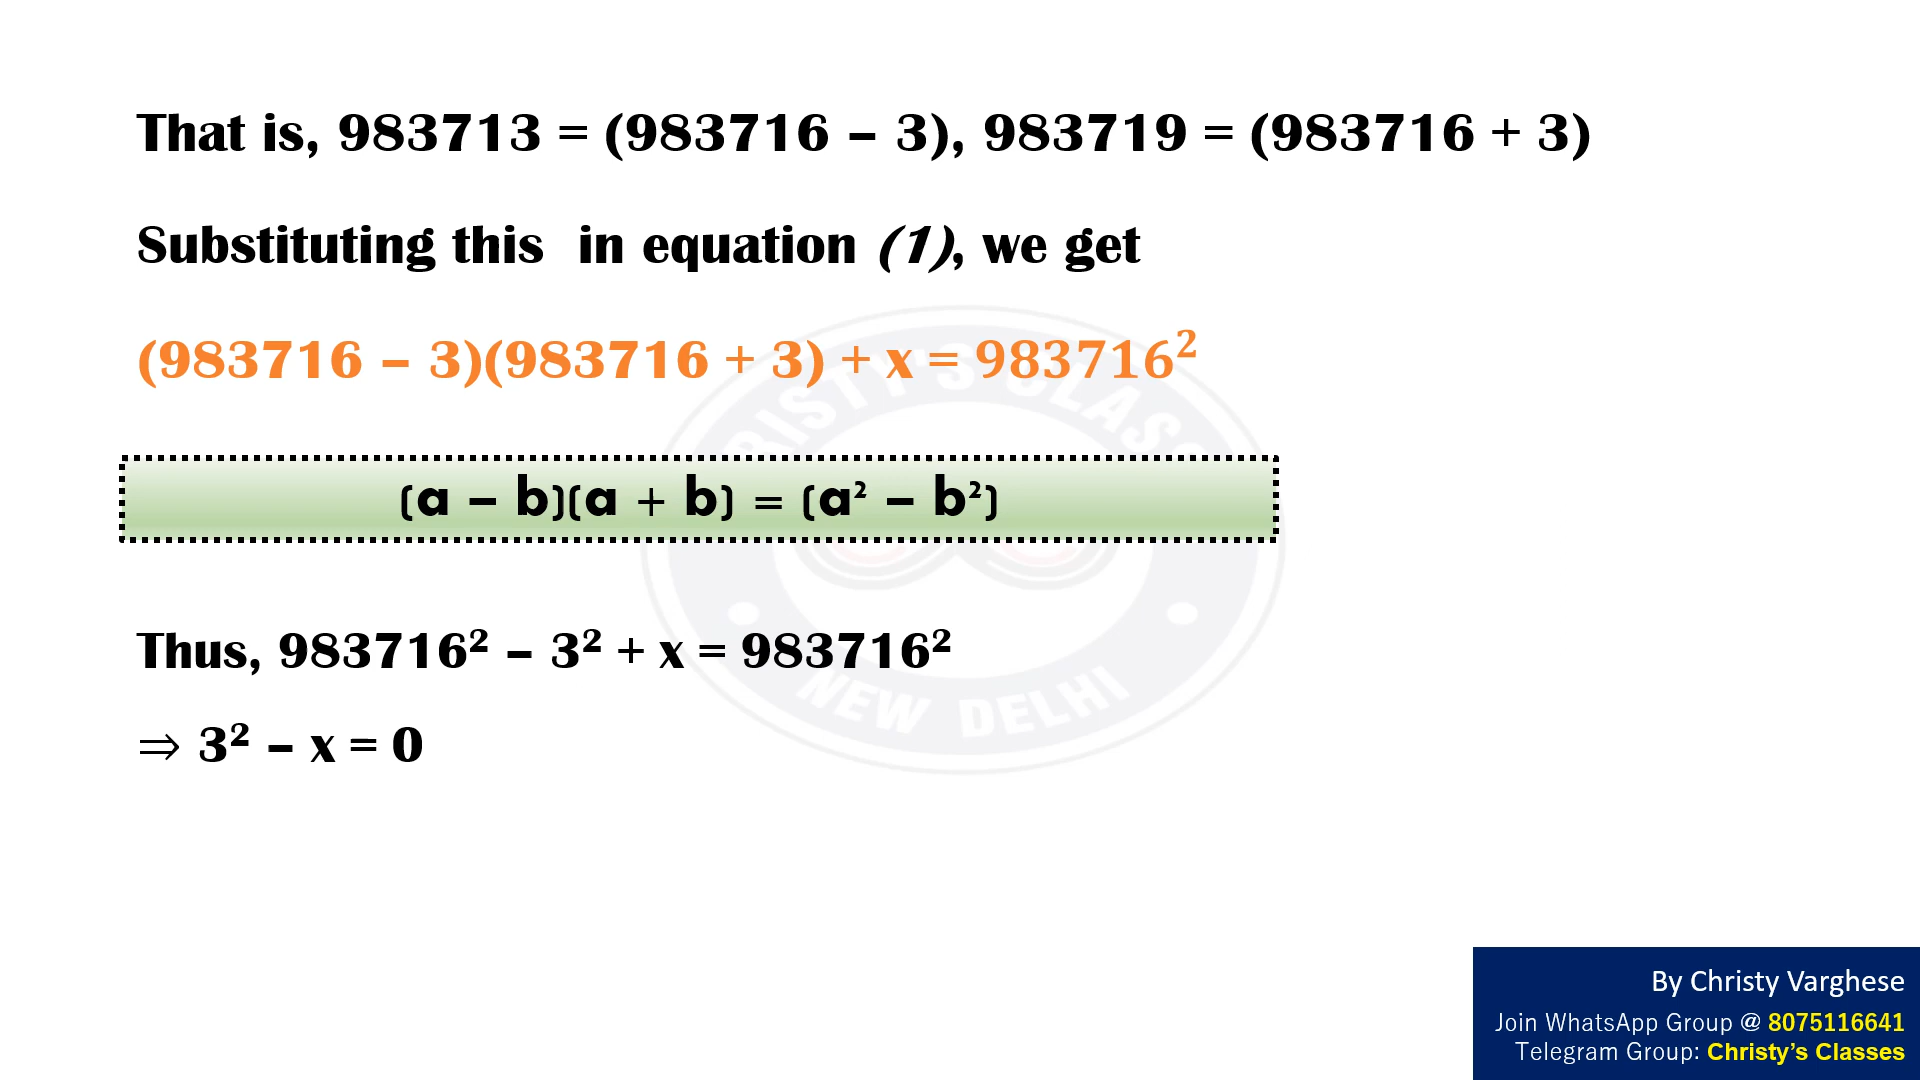 That is, 983713 = (983716 – 3), 983719 = (983716 + 3)
Substituting this  in equation (1), we get
(983716 – 3)(983716 + 3) + x = 983716²
(a – b)(a + b) = (a² – b²)
Thus, 983716² – 3² + x = 983716²
⇒ 3² – x = 0
NEW DELHI
By Christy Varghese
Join WhatsApp Group @ 8075116641
Telegram Group: Christy's Classes